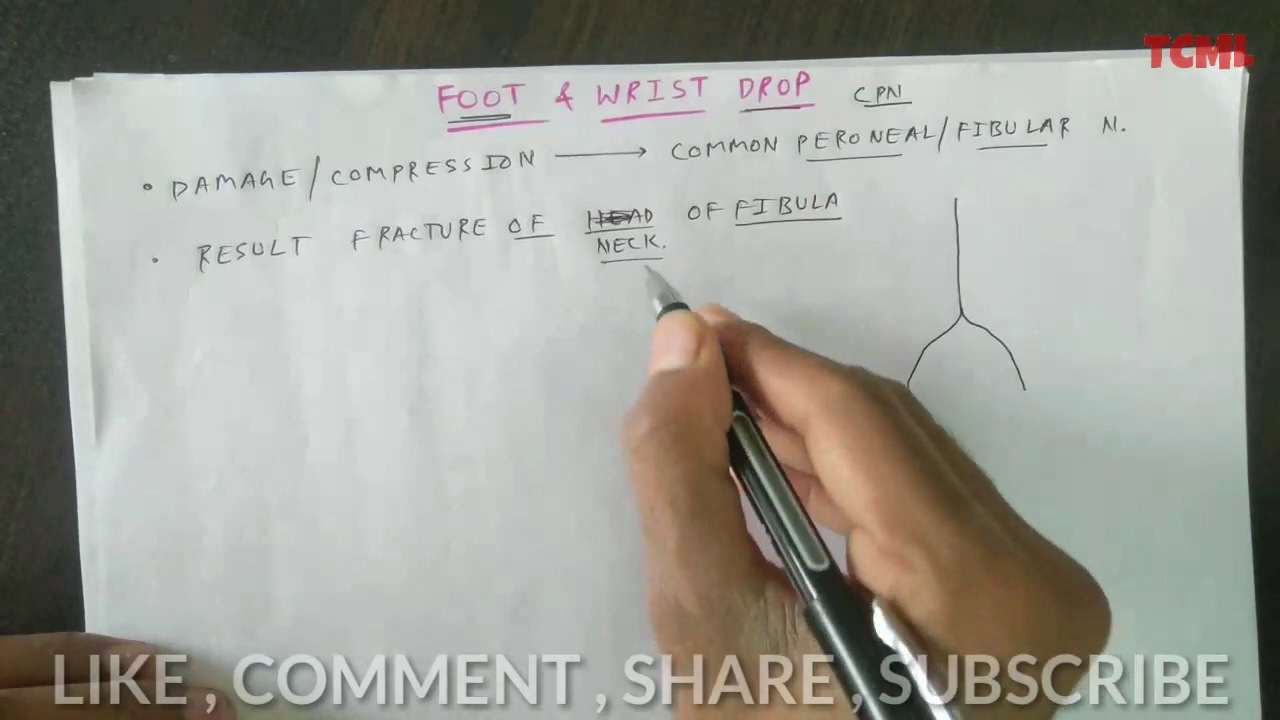 TCML
FOOT & WRIST DROP CPN
• DAMAGE/COMPRESSION → COMMON PERONEAL/FIBULAR N.
• RESULT FRACTURE OF HEAD OF FIBULA
NECK.
LIKE , COMMENT , SHARE , SUBSCRIBE